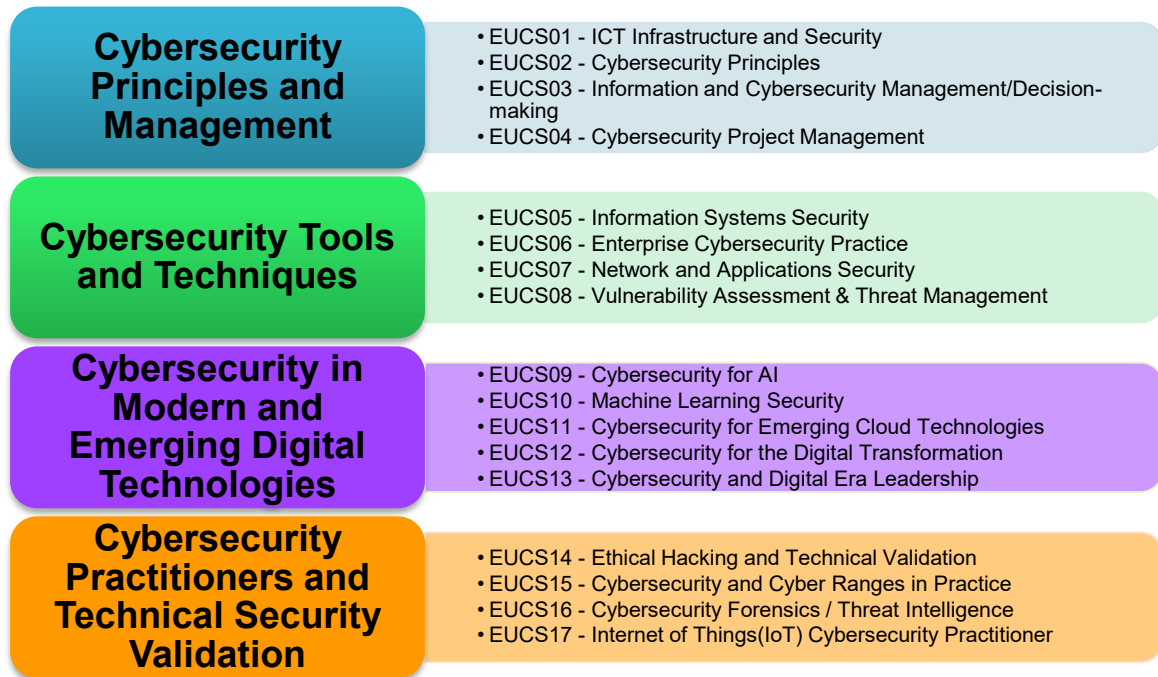 Cybersecurity
Principles and
Management
• EUCS01 - ICT Infrastructure and Security
• EUCS02 - Cybersecurity Principles
• EUCS03 - Information and Cybersecurity Management/Decision-
making
• EUCS04 - Cybersecurity Project Management
Cybersecurity Tools
and Techniques
• EUCS05 - Information Systems Security
• EUCS06 - Enterprise Cybersecurity Practice
• EUCS07 - Network and Applications Security
• EUCS08 - Vulnerability Assessment & Threat Management
Cybersecurity in
Modern and
Emerging Digital
Technologies
• EUCS09 - Cybersecurity for AI
• EUCS10 - Machine Learning Security
• EUCS11 - Cybersecurity for Emerging Cloud Technologies
• EUCS12 - Cybersecurity for the Digital Transformation
• EUCS13 - Cybersecurity and Digital Era Leadership
Cybersecurity
Practitioners and
Technical Security
Validation
• EUCS14 - Ethical Hacking and Technical Validation
• EUCS15 - Cybersecurity and Cyber Ranges in Practice
• EUCS16 - Cybersecurity Forensics / Threat Intelligence
• EUCS17 - Internet of Things(IoT) Cybersecurity Practitioner